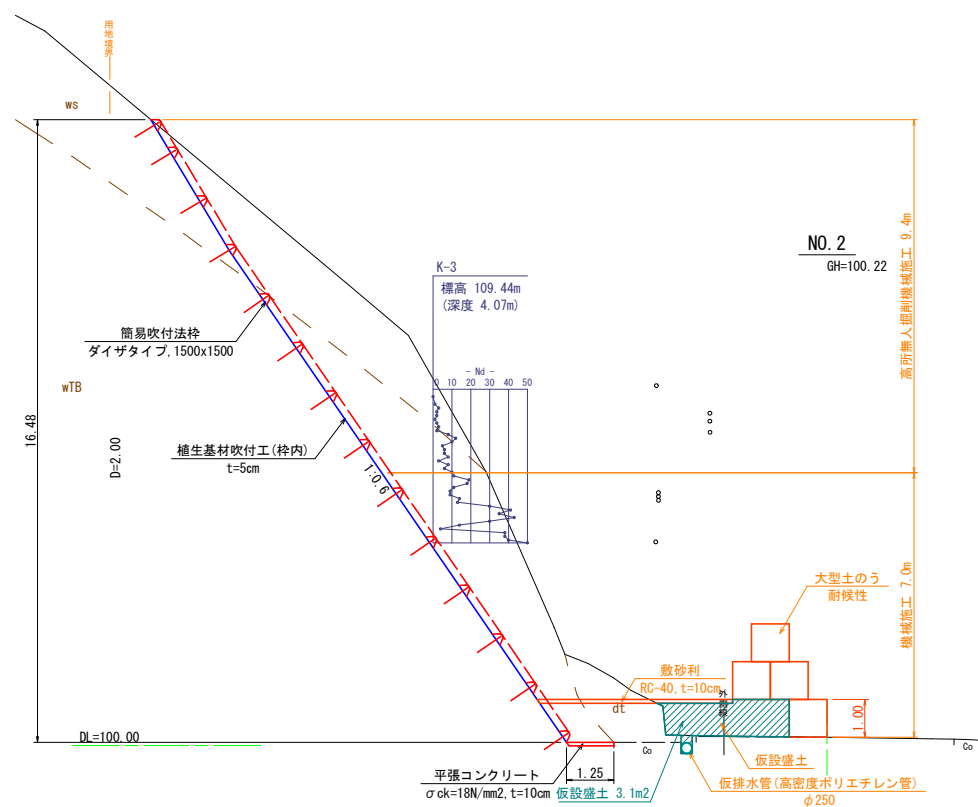 用地境界
ws
K-3
標高 109.44m
(深度 4.07m)
- Nd -
0 10 20 30 40 50
NO.2
GH=100.22
高所無人掘削機械施工 9.4m
簡易吹付法枠
ダイザタイプ,1500x1500
wTB
16.48
D=2.00
植生基材吹付工(枠内)
t=5cm
1:0.6
機械施工 7.0m
大型土のう
耐候性
敷砂利
RC-40,t=10cm
dt
外側線
1.00
DL=100.00
Co
Co
仮設盛土
平張コンクリート
σck=18N/mm2,t=10cm
1.25
仮設盛土 3.1m2
仮排水管(高密度ポリエチレン管)
φ250